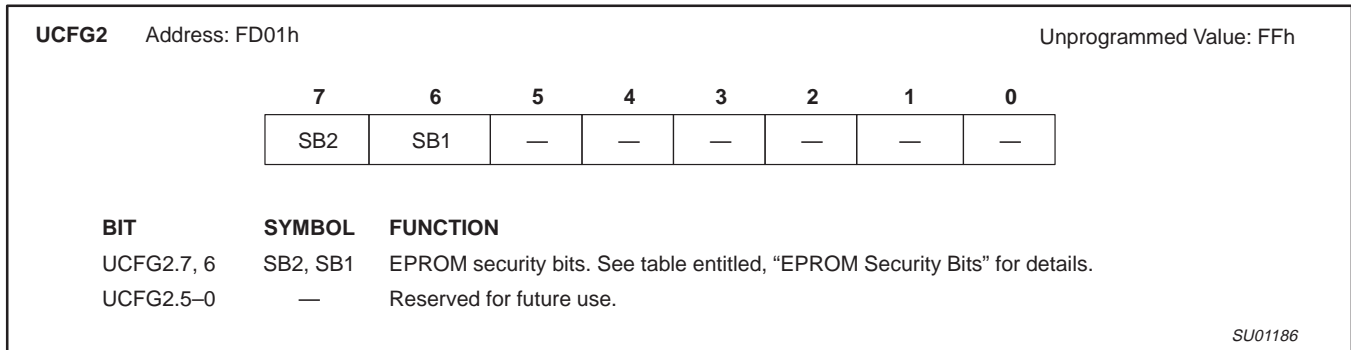 UCFG2 Address: FD01h Unprogrammed Value: FFh
7 6 5 4 3 2 1 0
SB2 SB1 — — — — — —
BIT SYMBOL FUNCTION
UCFG2.7, 6 SB2, SB1 EPROM security bits. See table entitled, “EPROM Security Bits” for details.
UCFG2.5–0 — Reserved for future use.
SU01186